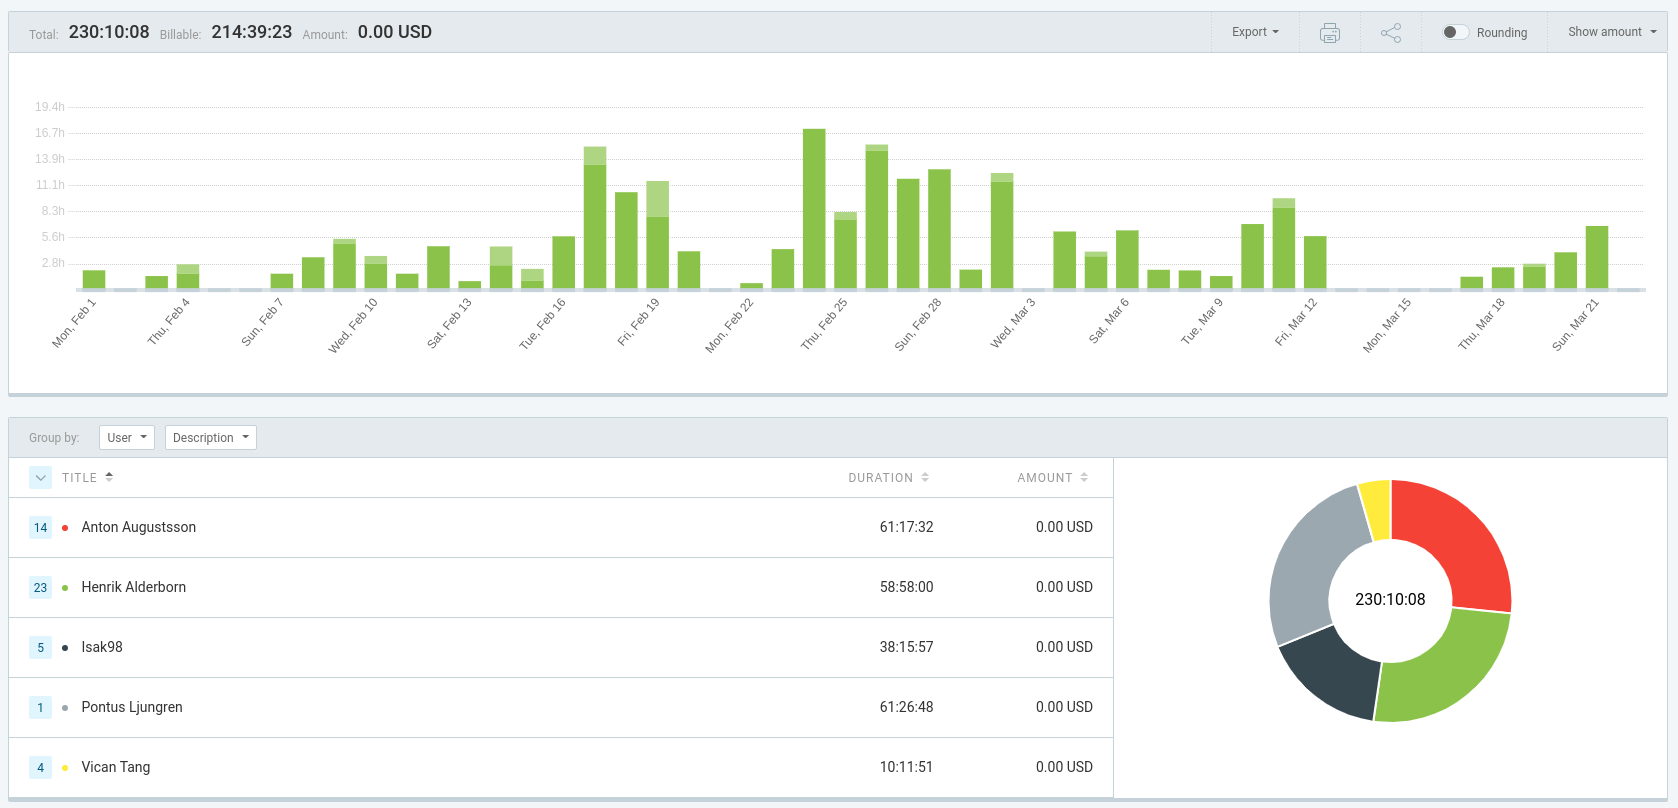 Total: 230:10:08 Billable: 214:39:23 Amount: 0.00 USD Export Rounding Show amount
19.4h
16.7h
13.9h
11.1h
8.3h
5.6h
2.8h
Mon, Feb 1 Thu, Feb 4 Sun, Feb 7 Wed, Feb 10 Sat, Feb 13 Tue, Feb 16 Fri, Feb 19 Mon, Feb 22 Thu, Feb 25 Sun, Feb 28 Wed, Mar 3 Sat, Mar 6 Tue, Mar 9 Fri, Mar 12 Mon, Mar 15 Thu, Mar 18 Sun, Mar 21
Group by: User Description
TITLE DURATION AMOUNT
14 Anton Augustsson 61:17:32 0.00 USD
23 Henrik Alderborn 58:58:00 0.00 USD
5 Isak98 38:15:57 0.00 USD
1 Pontus Ljungren 61:26:48 0.00 USD
4 Vican Tang 10:11:51 0.00 USD
230:10:08